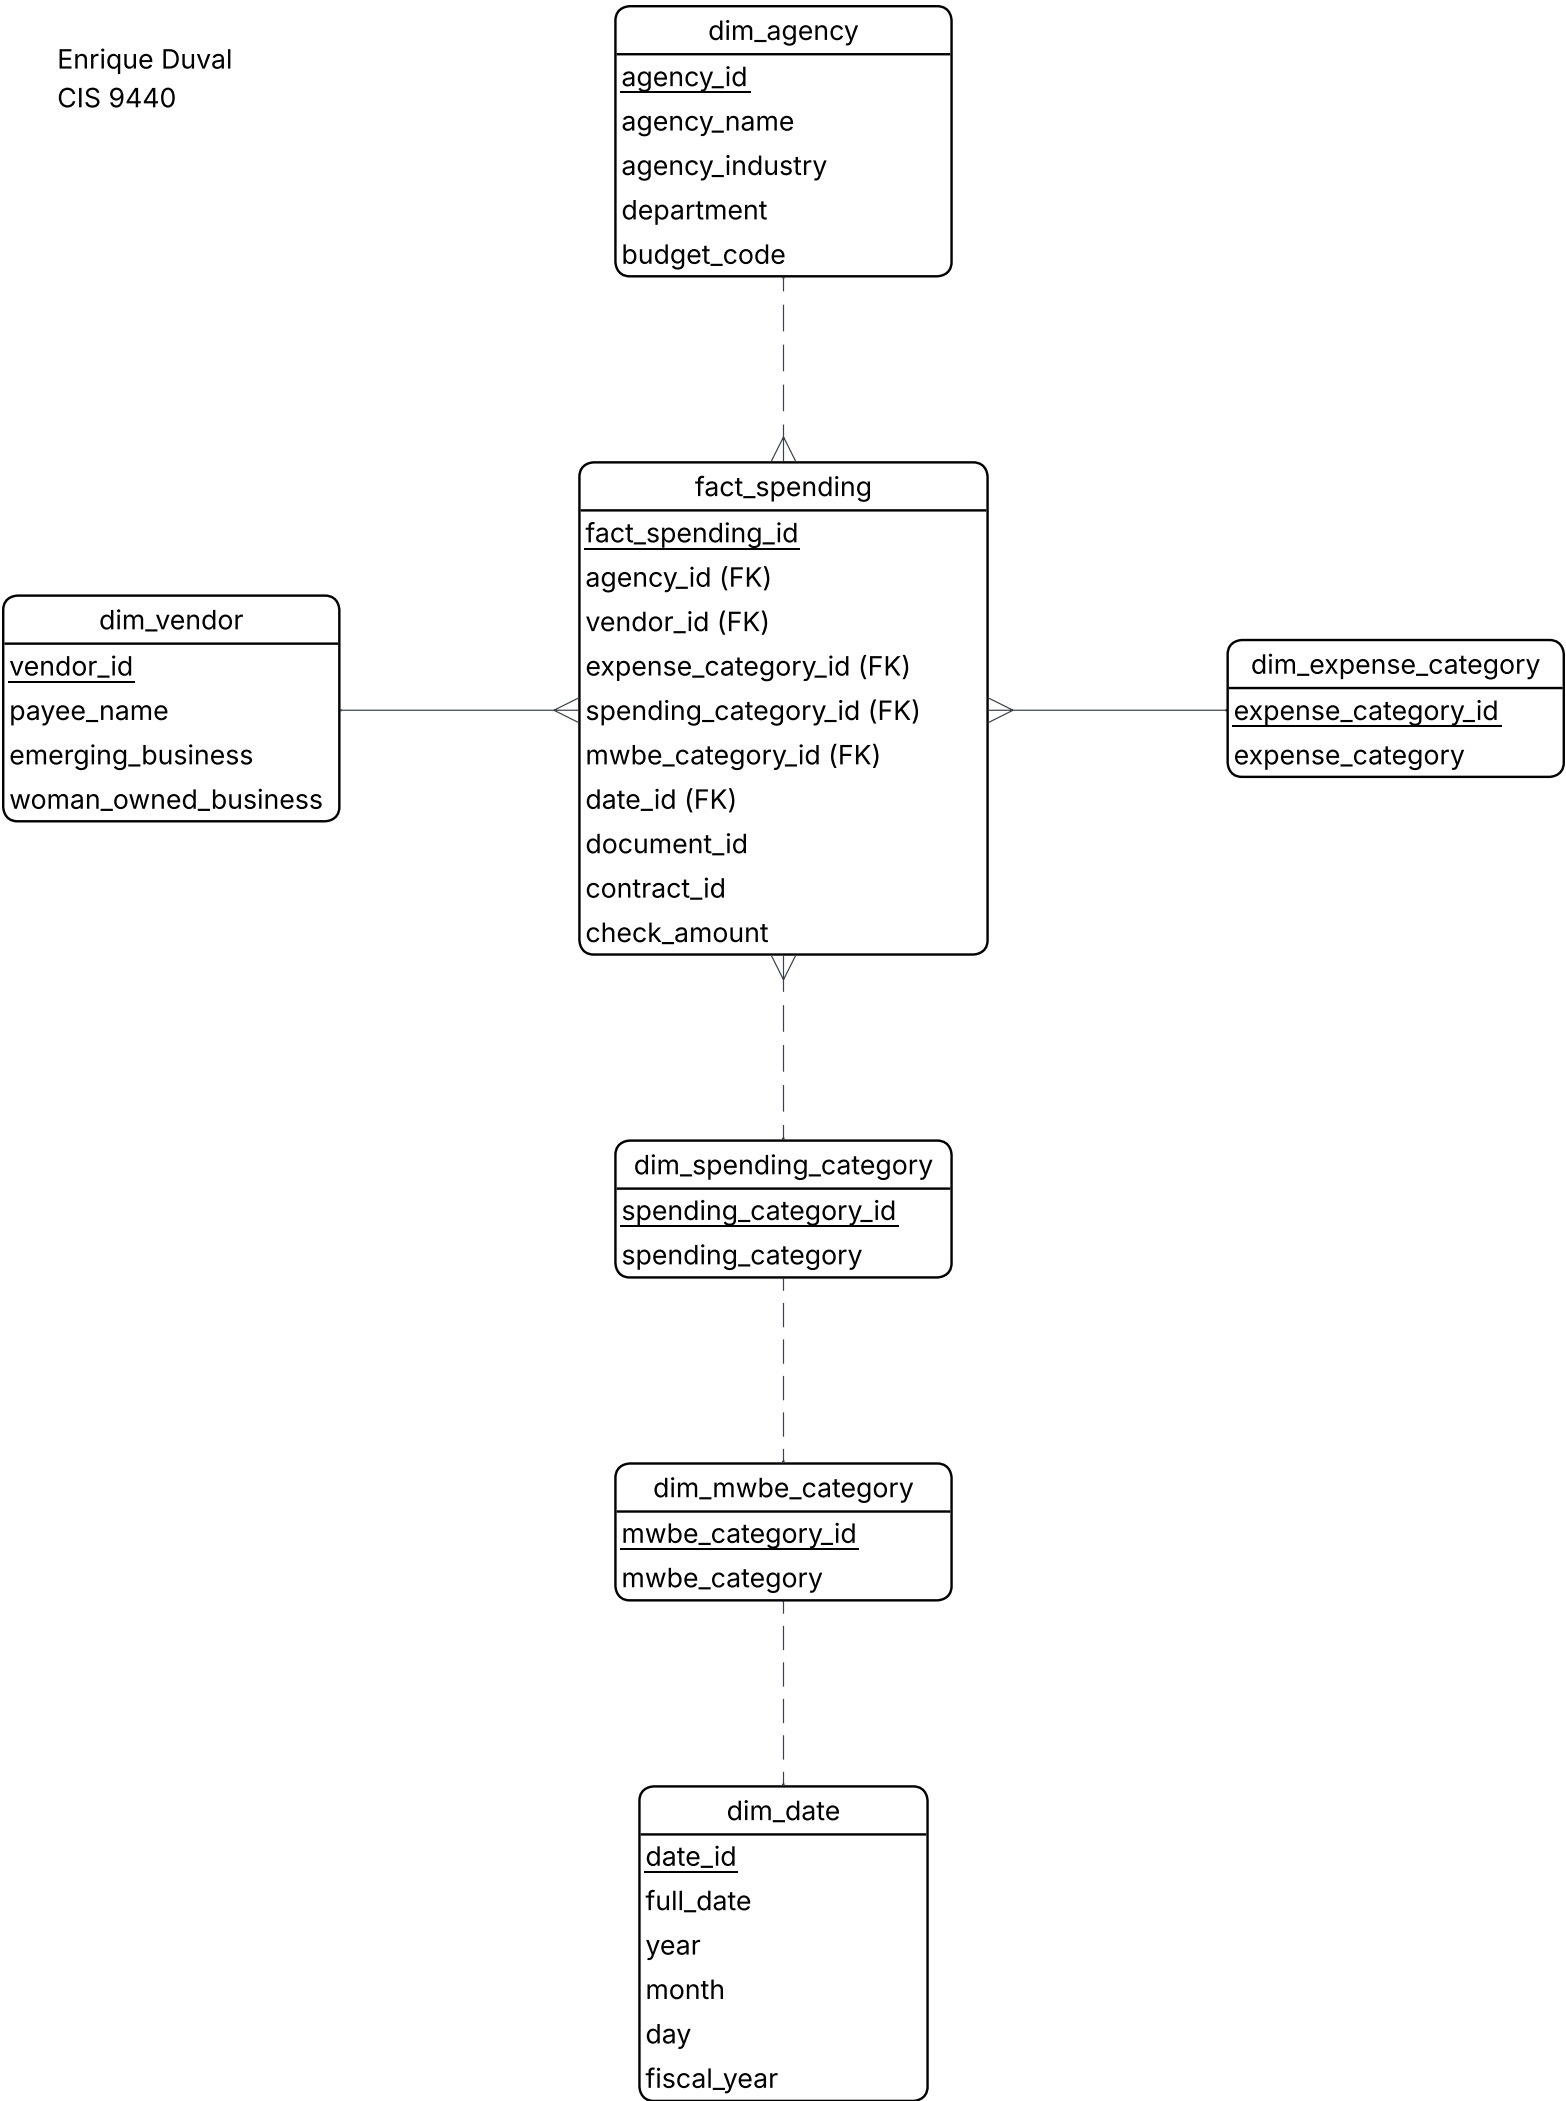 Enrique Duval
CIS 9440
dim_agency
agency_id
agency_name
agency_industry
department
budget_code
fact_spending
fact_spending_id
agency_id (FK)
vendor_id (FK)
expense_category_id (FK)
spending_category_id (FK)
mwbe_category_id (FK)
date_id (FK)
document_id
contract_id
check_amount
dim_vendor
vendor_id
payee_name
emerging_business
woman_owned_business
dim_expense_category
expense_category_id
expense_category
dim_spending_category
spending_category_id
spending_category
dim_mwbe_category
mwbe_category_id
mwbe_category
dim_date
date_id
full_date
year
month
day
fiscal_year